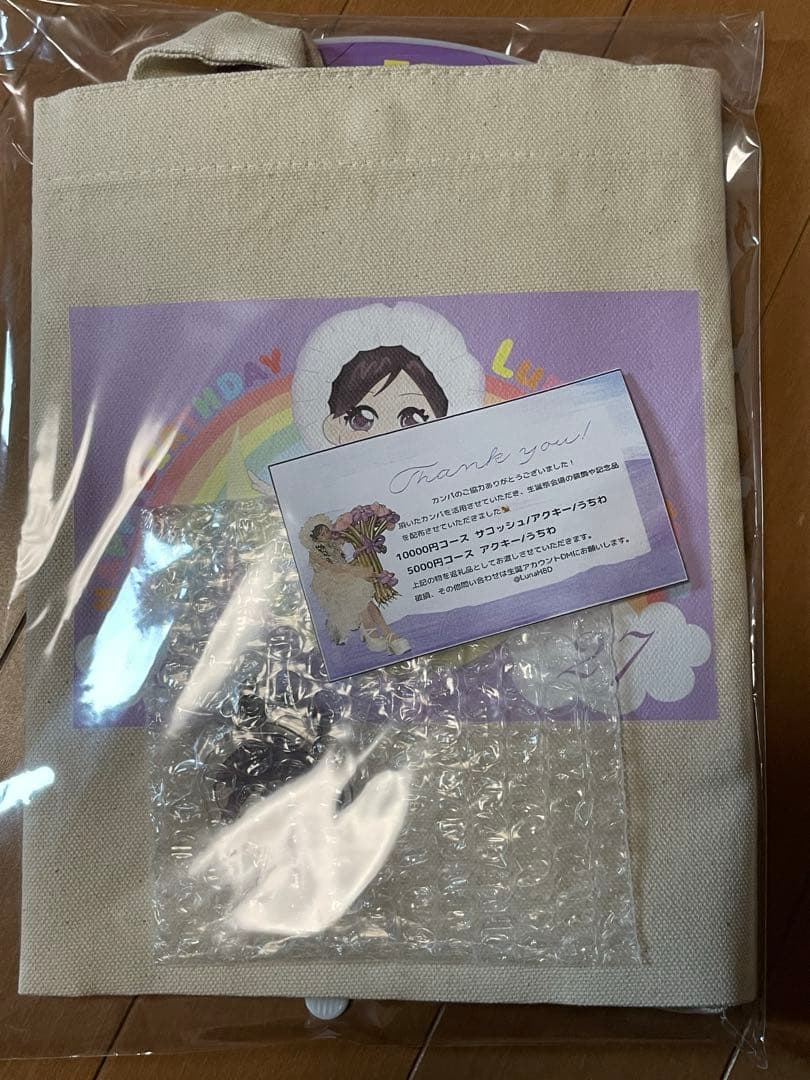 HDAY
Lu
Thank you!
カンパのご協力ありがとうございました！
頂いたカンパを活用させていただき、生誕祭会場の装飾や記念品
を配布させていただきました💐
10000円コース サコッシュ/アクキー/うちわ
5000円コース アクキー/うちわ
上記の物を返礼品としてお渡しさせていただきます。
破損、その他問い合わせは生誕アカウントDMにお願いします。
@LunaHBD
27